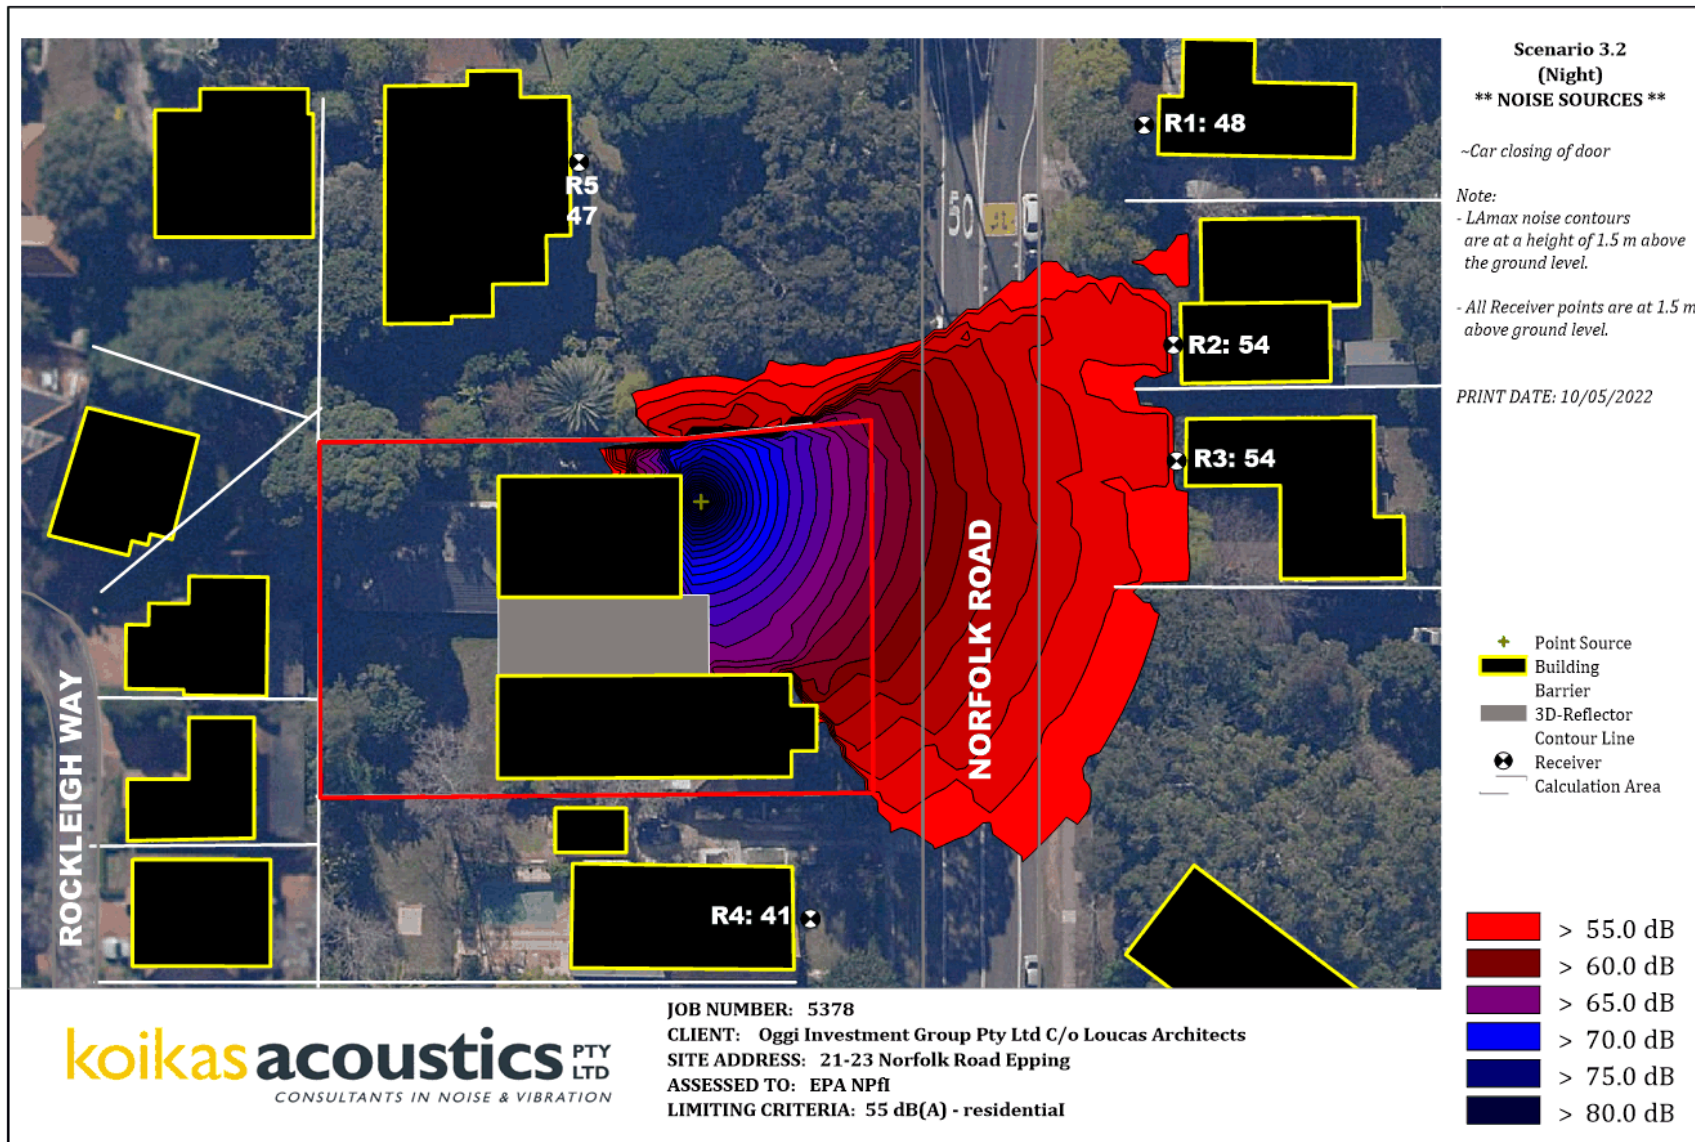 Scenario 3.2
(Night)
** NOISE SOURCES **
~Car closing of door
Note:
- LAmax noise contours
are at a height of 1.5 m above
the ground level.
- All Receiver points are at 1.5 m
above ground level.
PRINT DATE: 10/05/2022
R1: 48
R5
47
50
R2: 54
R3: 54
NORFOLK ROAD
ROCKLEIGH WAY
R4: 41
Point Source
Building
Barrier
3D-Reflector
Contour Line
Receiver
Calculation Area
> 55.0 dB
> 60.0 dB
> 65.0 dB
> 70.0 dB
> 75.0 dB
> 80.0 dB
koikas acoustics PTY LTD
CONSULTANTS IN NOISE & VIBRATION
JOB NUMBER: 5378
CLIENT: Oggi Investment Group Pty Ltd C/o Loucas Architects
SITE ADDRESS: 21-23 Norfolk Road Epping
ASSESSED TO: EPA NPfI
LIMITING CRITERIA: 55 dB(A) - residential